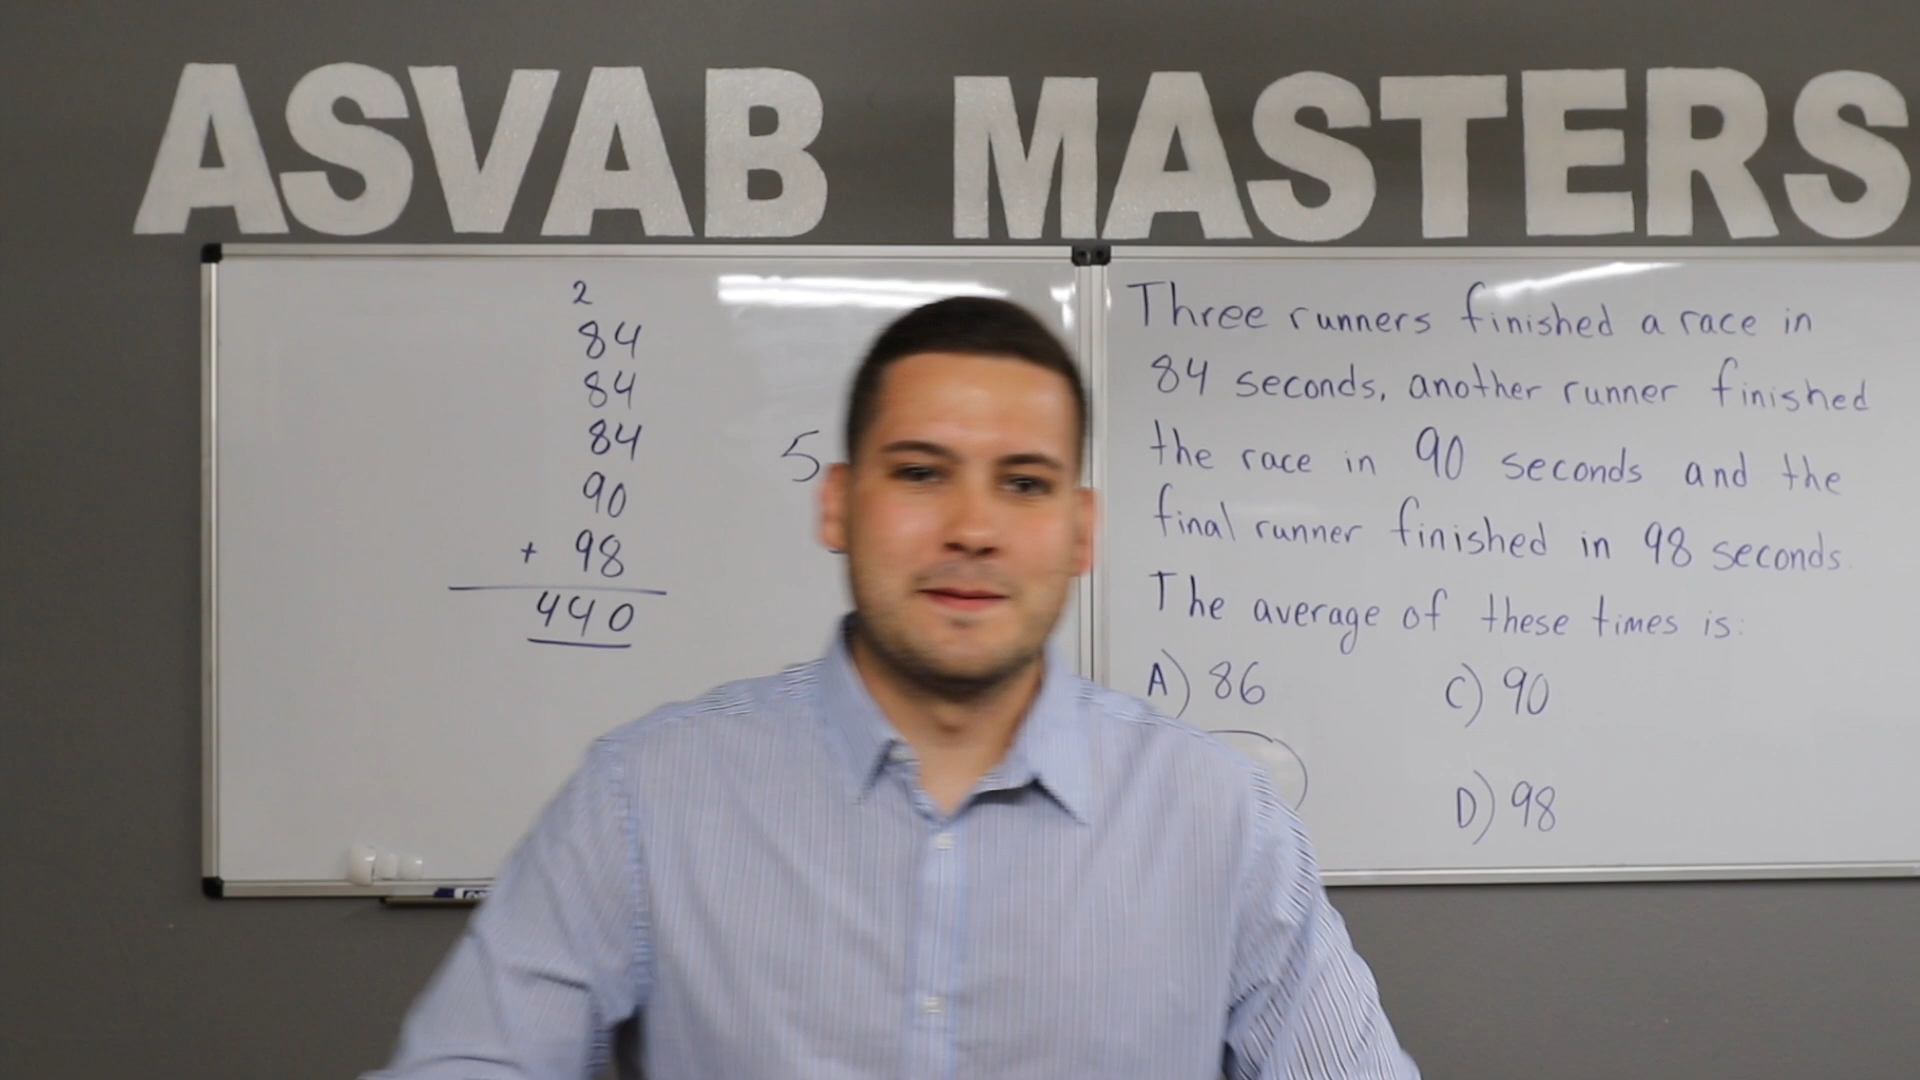 ASVAB MASTERS
2
84
84
84
90
+ 98
440
5
Three runners finished a race in
84 seconds, another runner finished
the race in 90 seconds and the
final runner finished in 98 seconds.
The average of these times is:
A) 86
C) 90
D) 98